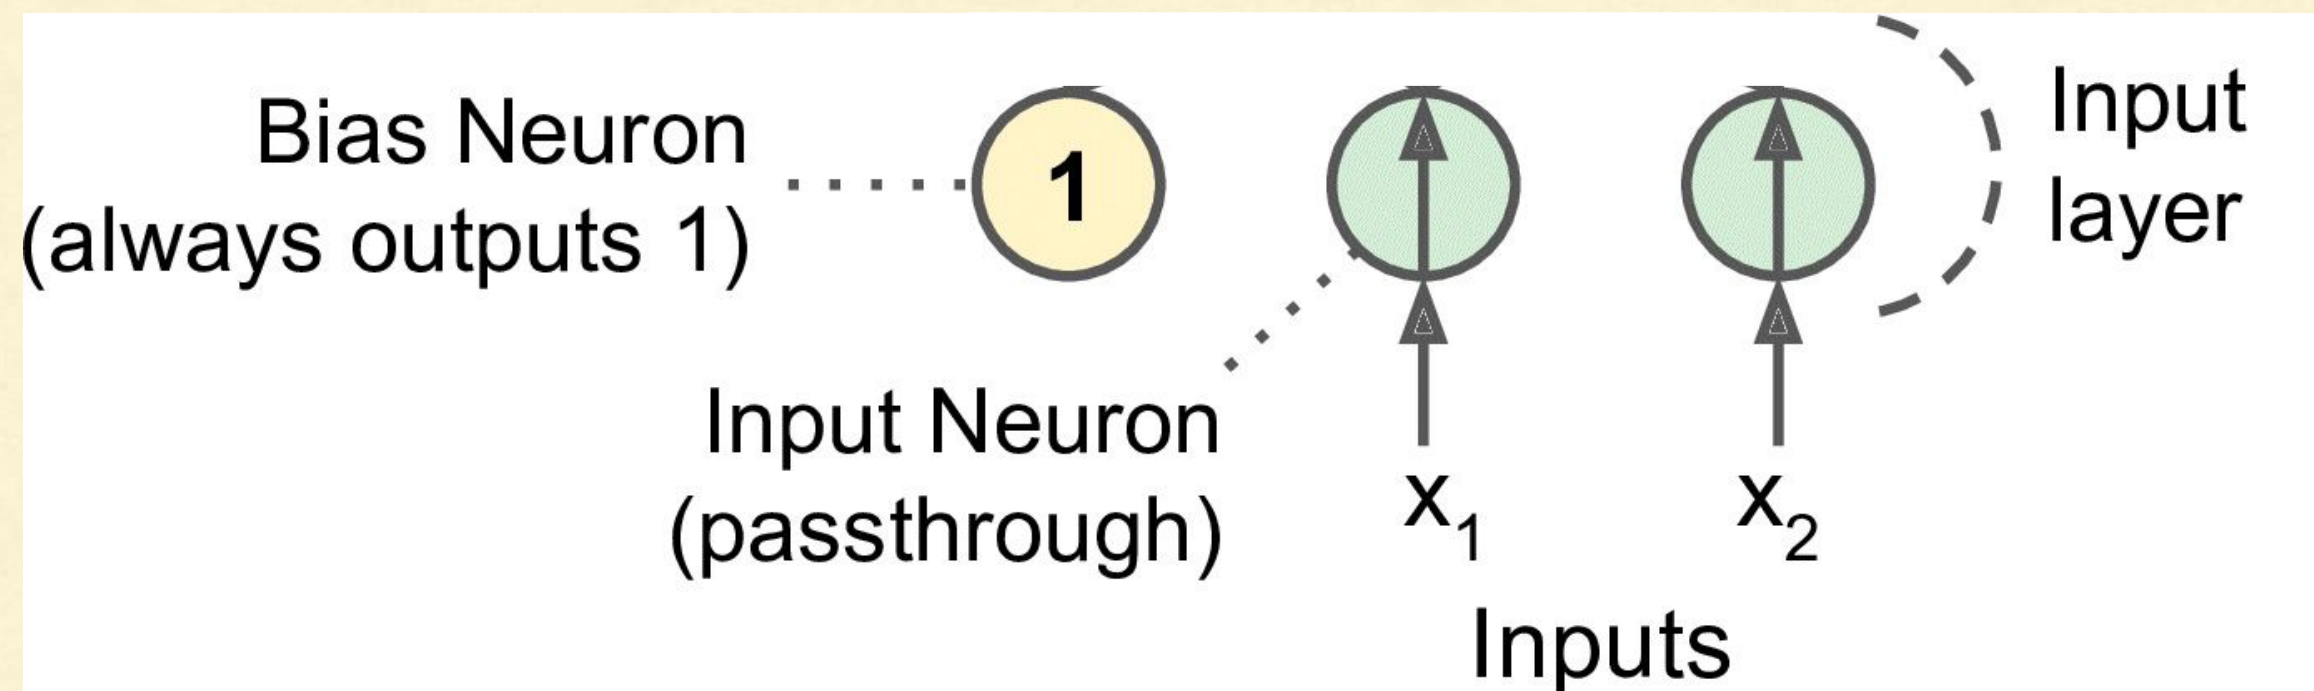 Bias Neuron
(always outputs 1)
1
Input
layer
Input Neuron
(passthrough)
x₁
x₂
Inputs